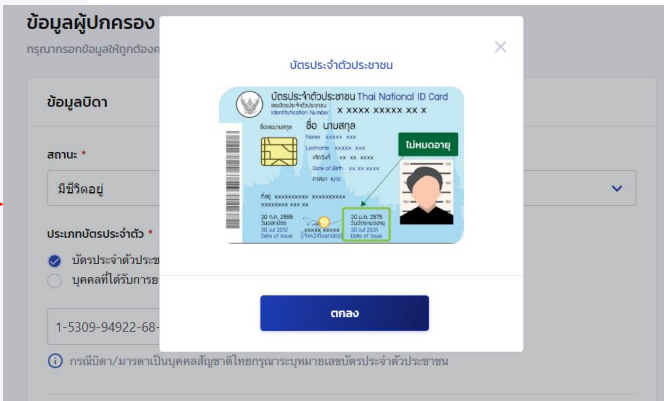 ข้อมูลผู้ปกครอง
กรุณากรอกข้อมูลให้ถูกต้อง
บัตรประจำตัวประชาชน
ข้อมูลบิดา
บัตรประจำตัวประชาชน Thai National ID Card
เลขประจำตัวประชาชน
Identification Number X XXXX XXXXX XX X
ชื่อและนามสกุล ชื่อ นามสกุล
Name xxxxx xxx
Lastname xxxxx xxx
เกิดวันที่ xx xx xxxx
Date of Birth xx xx xxxx
ไม่หมดอายุ
ที่อยู่ xxxxxxxxxx xxxxxxxxxxx
xxxxxxxxx xxx xx
20 ก.ค. 2555
วันออกบัตร
20 Jul 2012
Date of Issue
xxxxx xxxxx
20 ม.ค. 2575
20 Jul 2031
Date of Issue
สถานะ *
มีชีวิตอยู่
ประเภทบัตรประจำตัว *
บัตรประจำตัวประช
บุคคลที่ได้รับการย
1-5309-94922-68-
กรณีบิดา/มารดาเป็นบุคคลสัญชาติไทยกรุณาระบุหมายเลขบัตรประจำตัวประชาชน
ตกลง